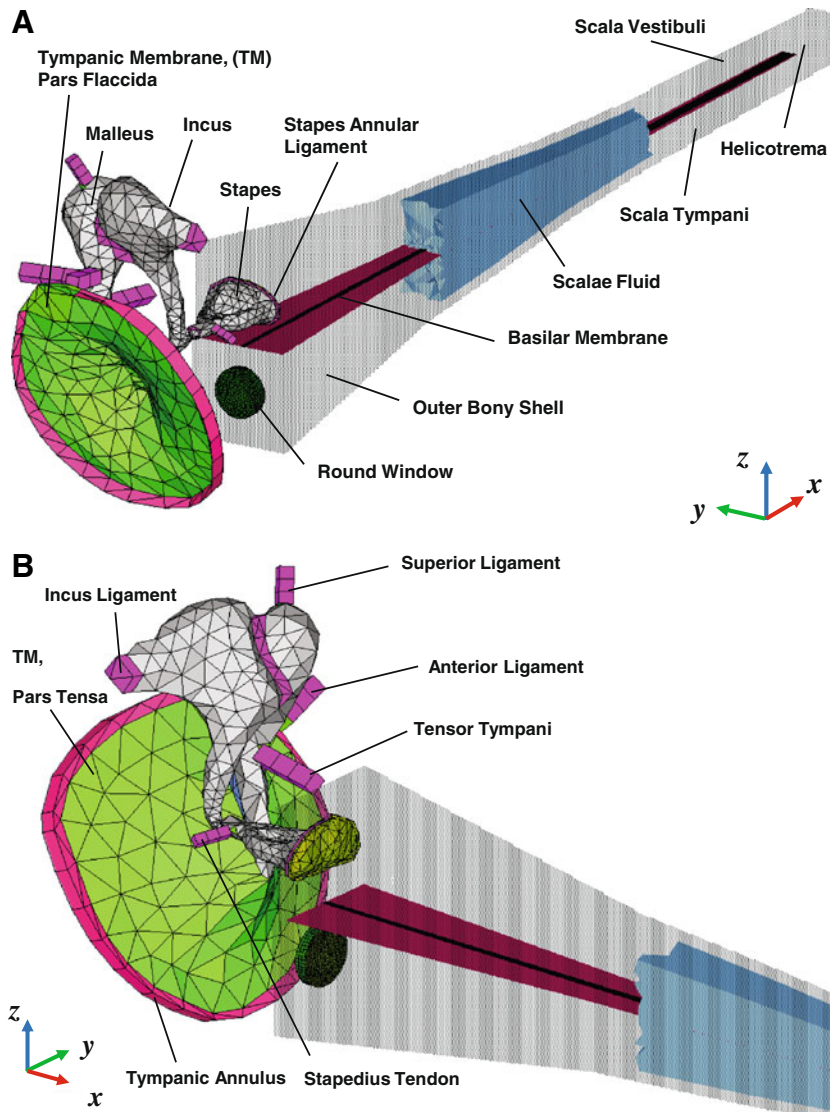 A
Scala Vestibuli
Tympanic Membrane, (TM)
Pars Flaccida
Malleus
Incus
Stapes Annular
Ligament
Stapes
Helicotrema
Scala Tympani
Scalae Fluid
Basilar Membrane
Outer Bony Shell
Round Window
z
y
x
B
Superior Ligament
Incus Ligament
TM,
Anterior Ligament
Pars Tensa
Tensor Tympani
z
y
x
Tympanic Annulus
Stapedius Tendon